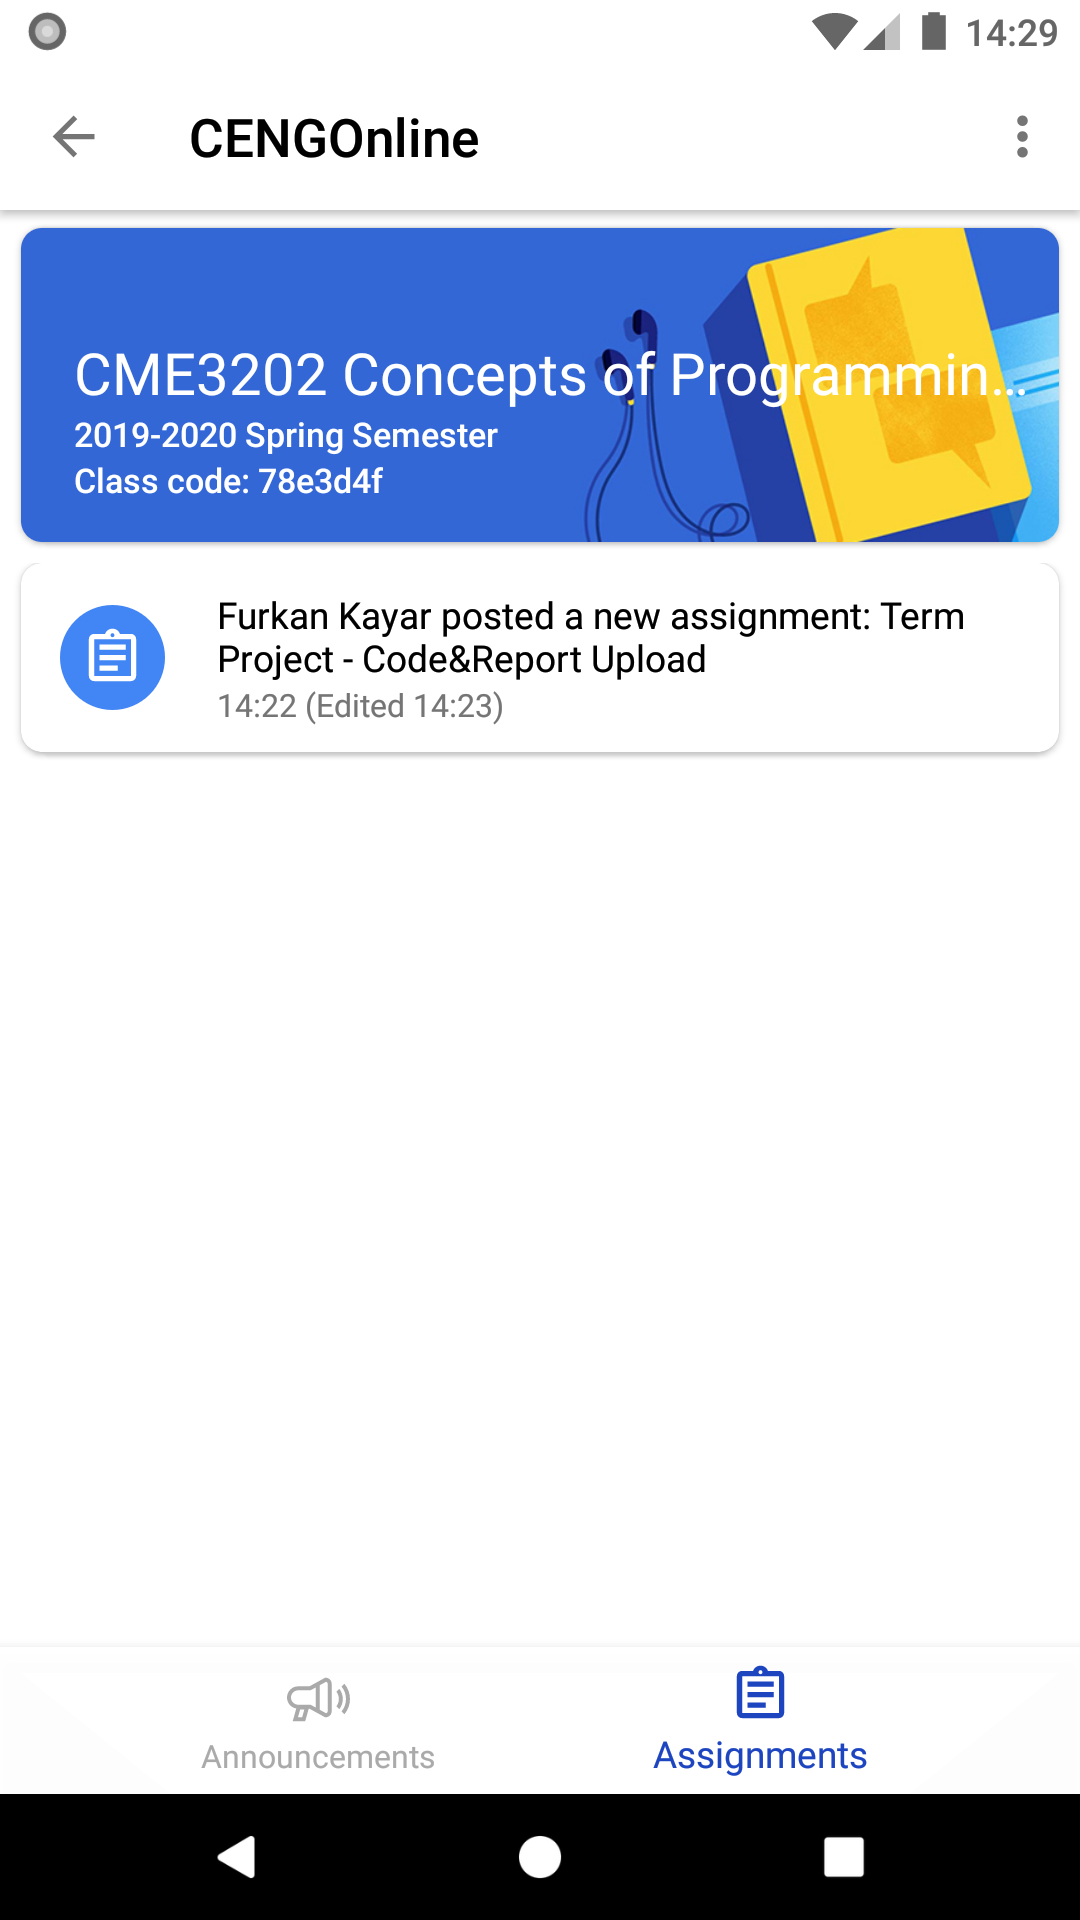 14:29
CENGOnline
CME3202 Concepts of Programmin...
2019-2020 Spring Semester
Class code: 78e3d4f
Furkan Kayar posted a new assignment: Term
Project - Code&Report Upload
14:22 (Edited 14:23)
Announcements
Assignments